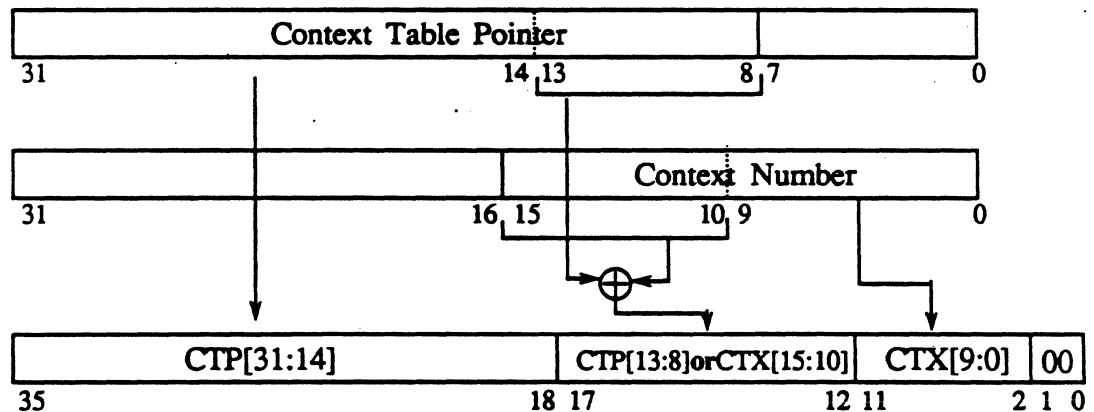 Context Table Pointer
31 14 13 8 7 0
Context Number
31 16 15 10 9 0
CTP[31:14] CTP[13:8]orCTX[15:10] CTX[9:0] 00
35 18 17 12 11 2 1 0